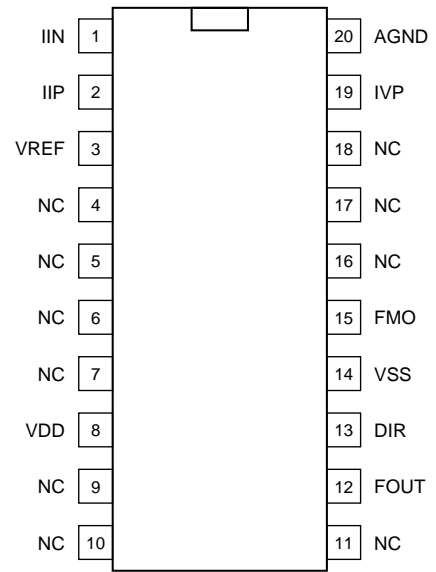 IIN 1 20 AGND
IIP 2 19 IVP
VREF 3 18 NC
NC 4 17 NC
NC 5 16 NC
NC 6 15 FMO
NC 7 14 VSS
VDD 8 13 DIR
NC 9 12 FOUT
NC 10 11 NC